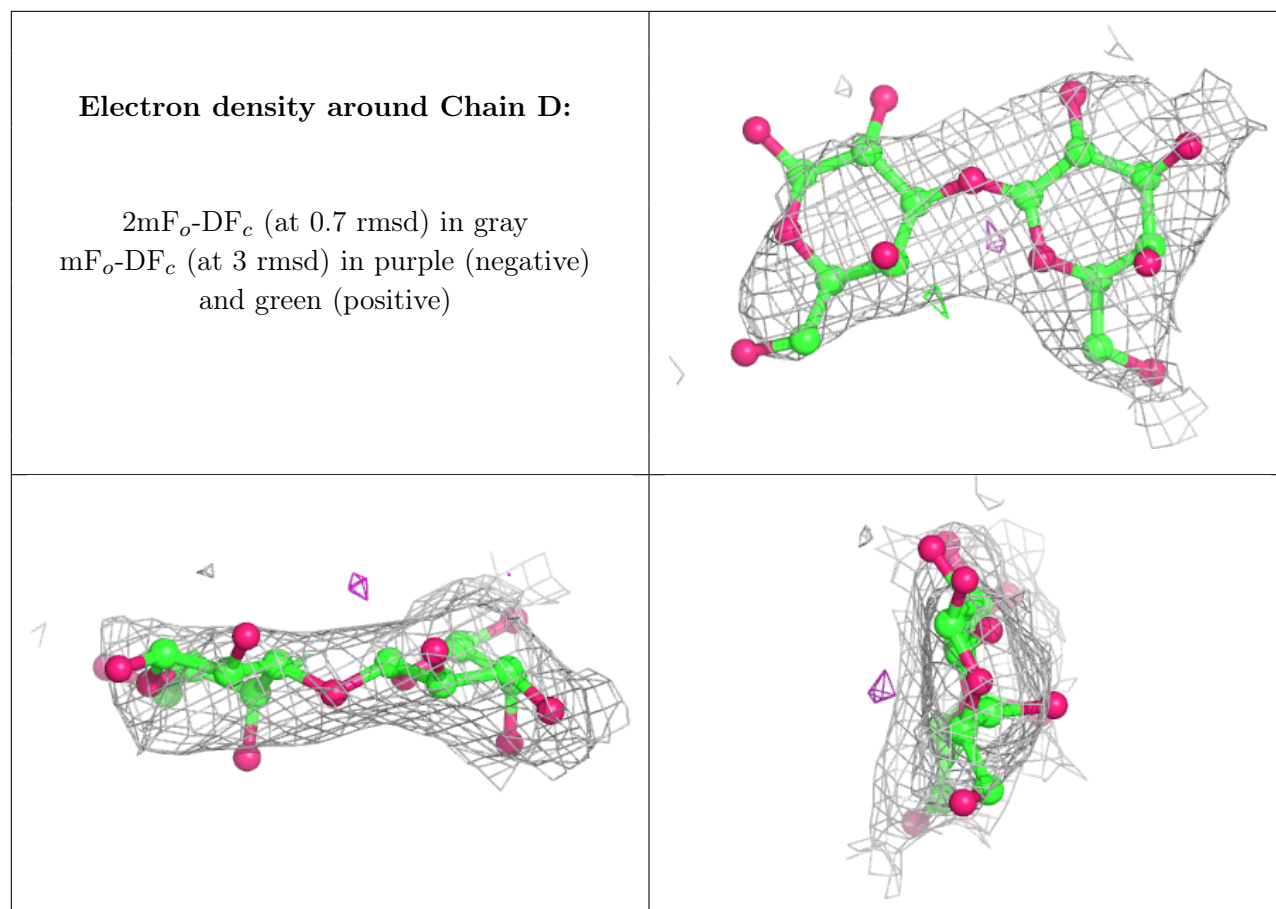 Electron density around Chain D:
2mFo-DFc (at 0.7 rmsd) in gray
mFo-DFc (at 3 rmsd) in purple (negative)
and green (positive)